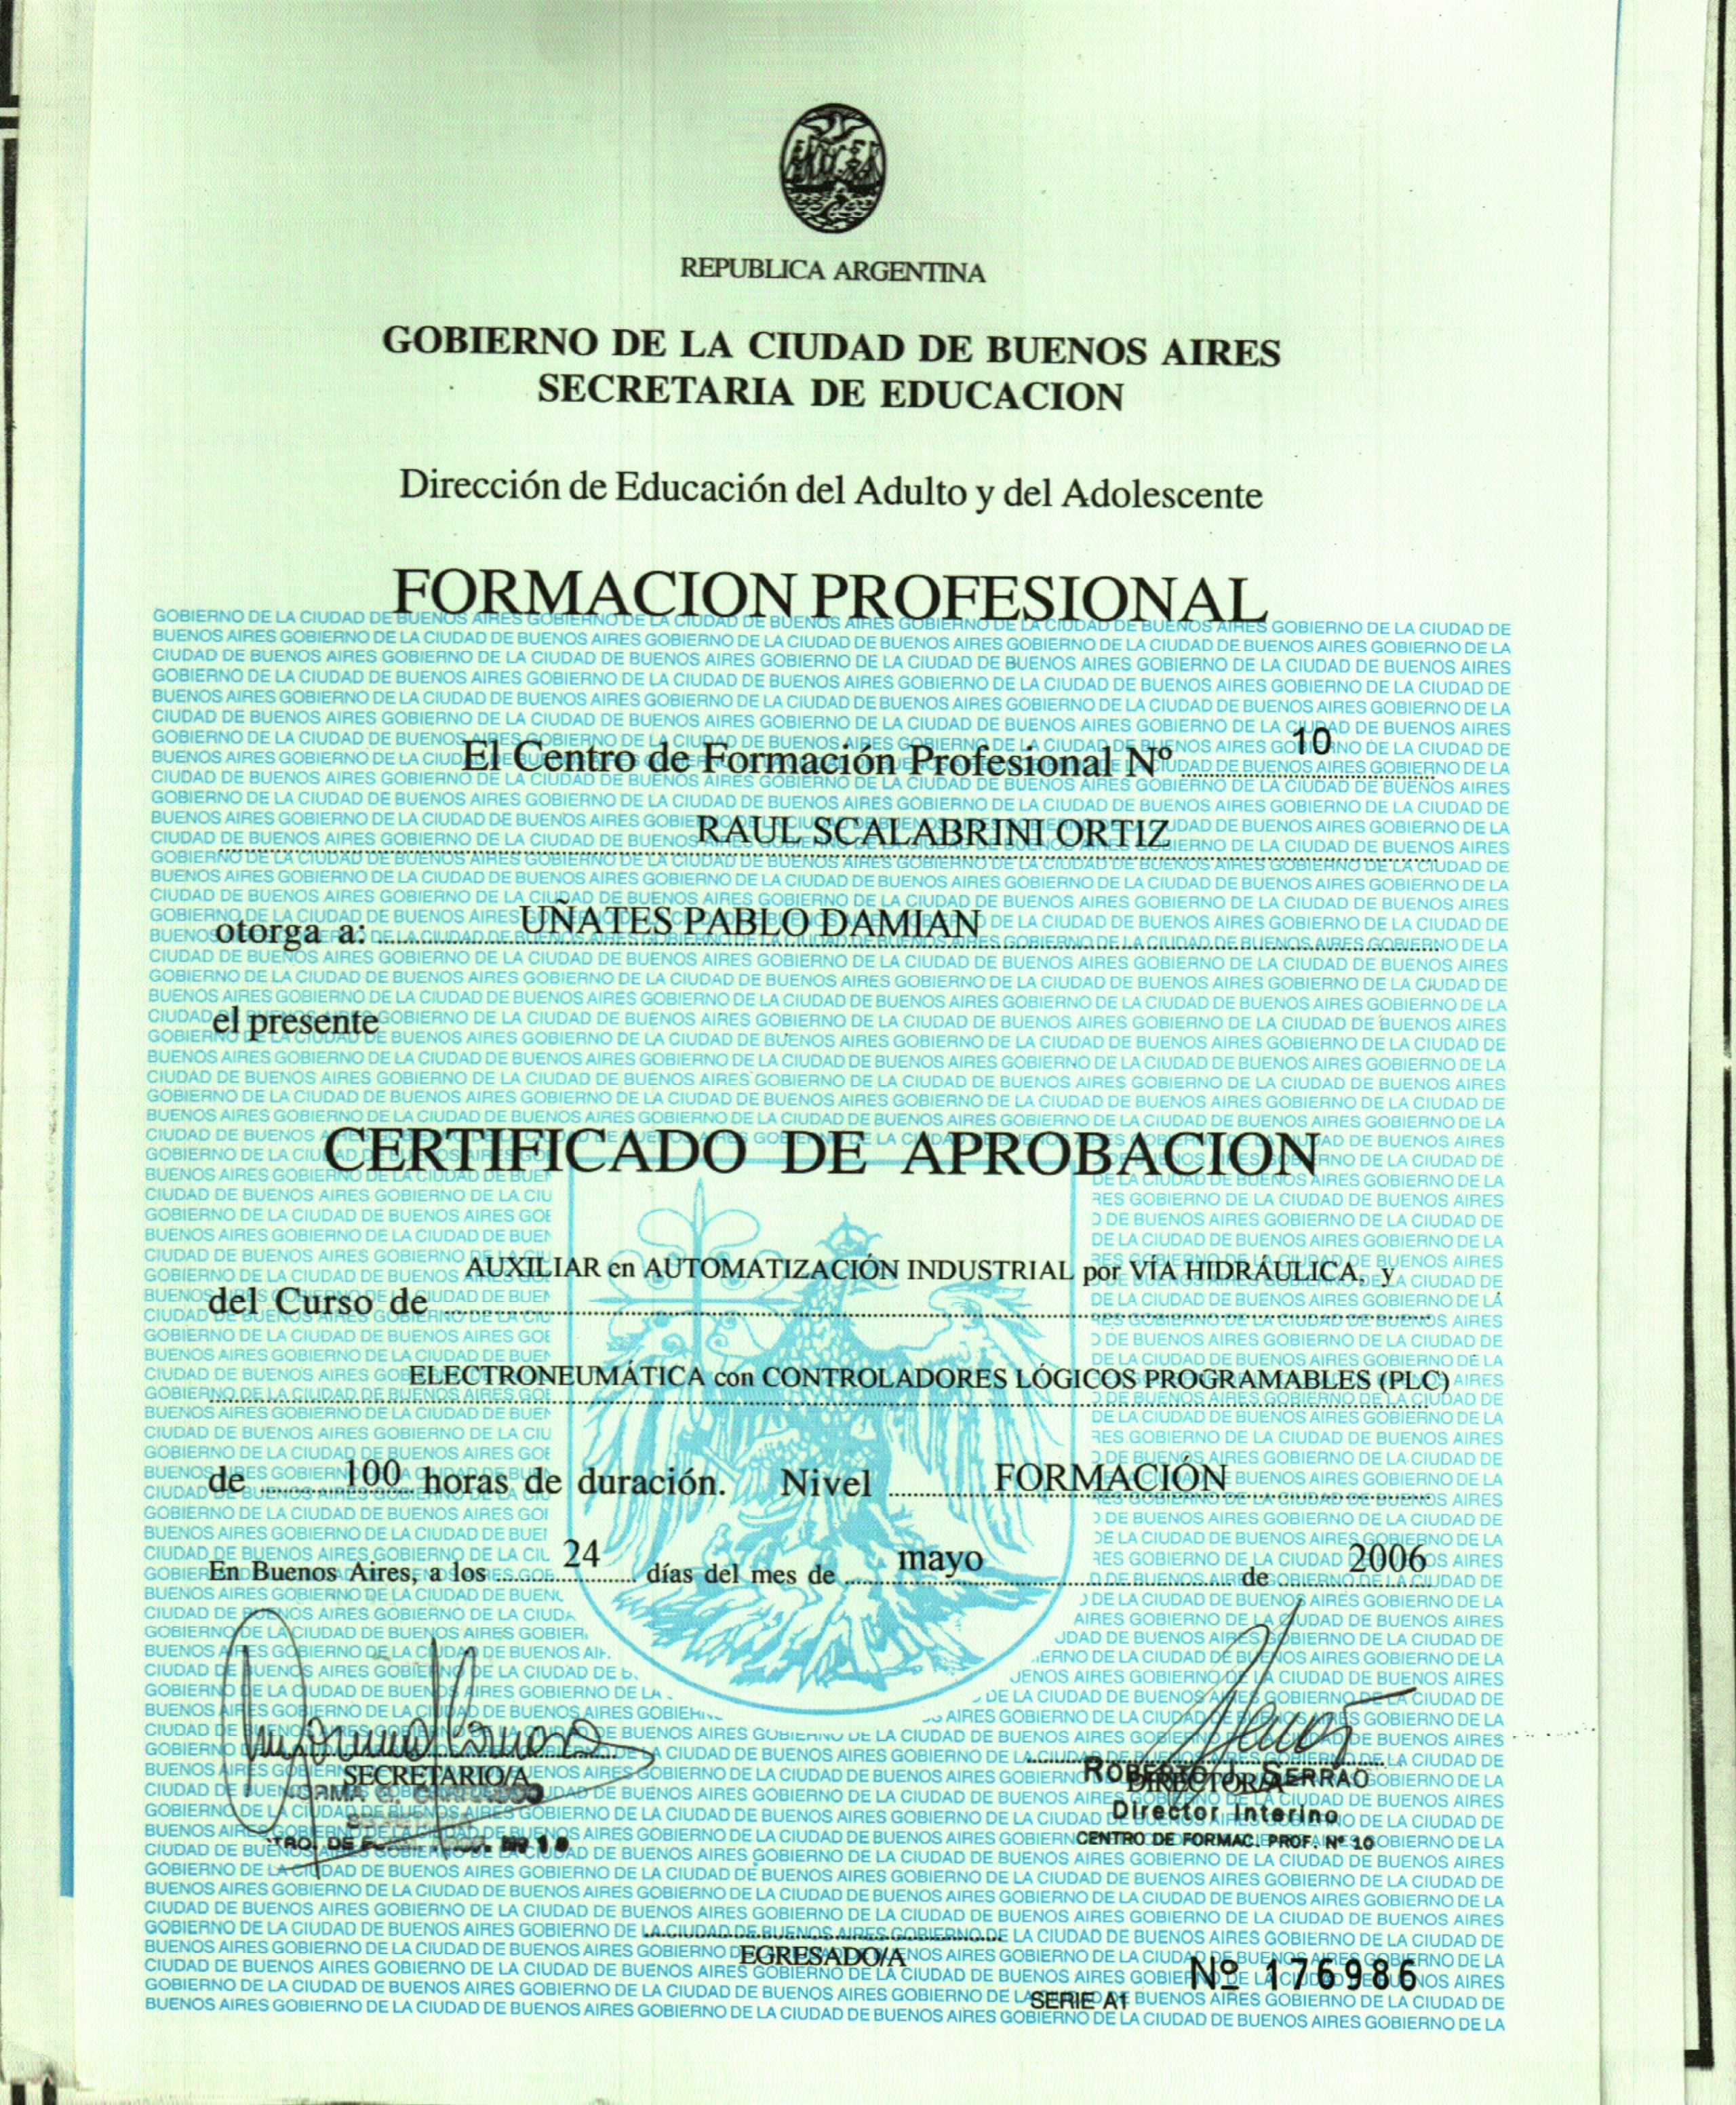 REPUBLICA ARGENTINA
GOBIERNO DE LA CIUDAD DE BUENOS AIRES
SECRETARIA DE EDUCACION
Dirección de Educación del Adulto y del Adolescente
FORMACION PROFESIONAL
El Centro de Formación Profesional Nº 10
RAUL SCALABRINI ORTIZ
otorga a: UÑATES PABLO DAMIAN
el presente
CERTIFICADO DE APROBACION
AUXILIAR en AUTOMATIZACIÓN INDUSTRIAL por VÍA HIDRÁULICA, y
del Curso de
ELECTRONEUMÁTICA con CONTROLADORES LÓGICOS PROGRAMABLES (PLC)
de 100 horas de duración. Nivel FORMACIÓN
En Buenos Aires, a los 24 días del mes de mayo de 2006
SECRETARIO/A
ROBERTO J. SERRAO
DIRECTOR/A
Director Interino
CENTRO DE FORMAC. PROF. Nº 10
EGRESADO/A
SERIE A1 Nº 176986